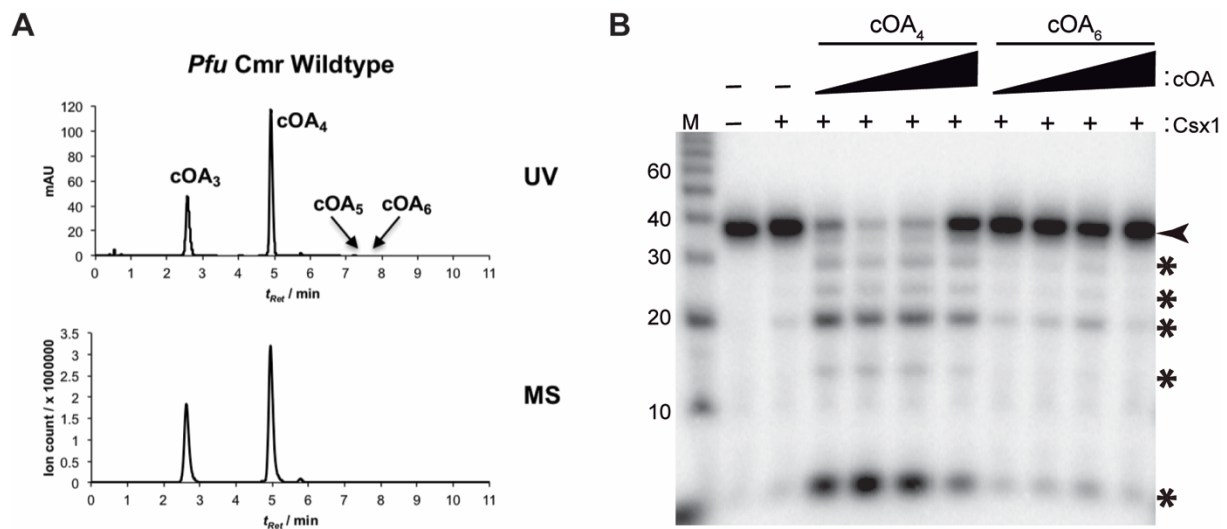 A
Pfu Cmr Wildtype
120
100
80
60
40
20
0
mAU
cOA3
cOA4
cOA5
cOA6
UV
0 1 2 3 4 5 6 7 8 9 10 11
tRet / min
3.5
3
2.5
2
1.5
1
0.5
0
Ion count / x 1000000
MS
0 1 2 3 4 5 6 7 8 9 10 11
tRet / min
B
cOA4 cOA6
– – :cOA
M – + + + + + + + + + :Csx1
60
40
30
20
10
*
*
*
*
*